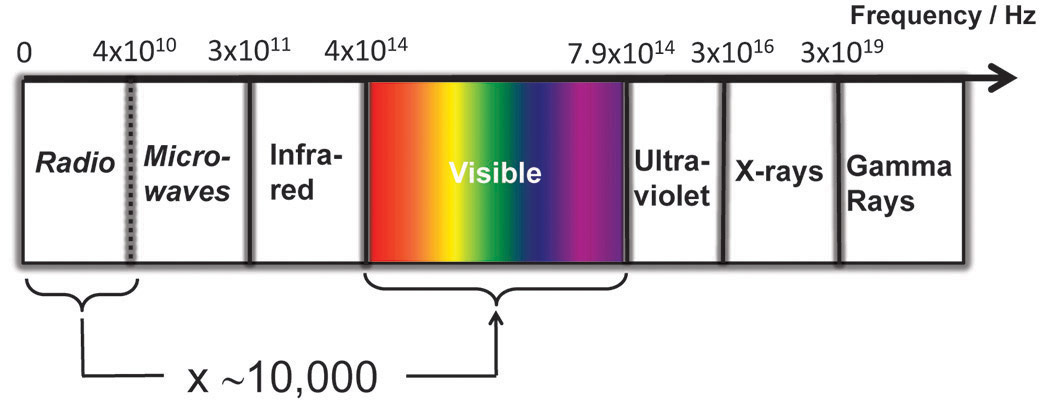 Frequency / Hz
0 4x10¹⁰ 3x10¹¹ 4x10¹⁴ 7.9x10¹⁴ 3x10¹⁶ 3x10¹⁹
Radio
Micro-
waves
Infra-
red
Visible
Ultra-
violet
X-rays
Gamma
Rays
x ~10,000